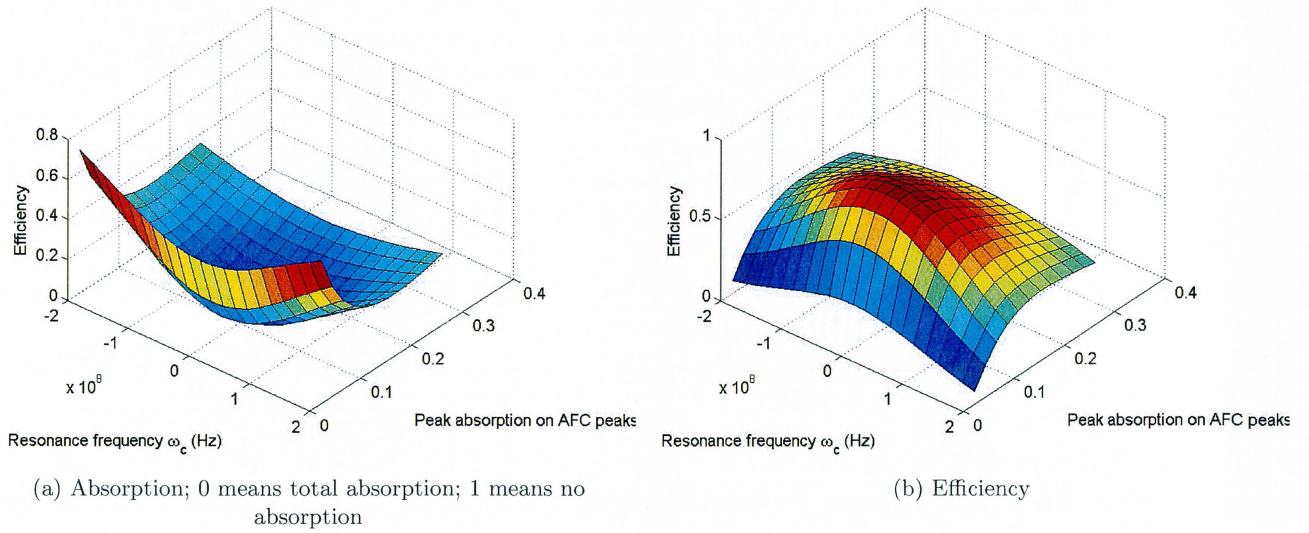 0.8
0.6
0.4
0.2
0
Efficiency
-2
-1
0
1
2
x 10^8
Resonance frequency ω_c (Hz)
0
0.1
0.2
0.3
0.4
Peak absorption on AFC peaks
(a) Absorption; 0 means total absorption; 1 means no
absorption
1
0.5
0
Efficiency
-2
-1
0
1
2
x 10^8
Resonance frequency ω_c (Hz)
0
0.1
0.2
0.3
0.4
Peak absorption on AFC peaks
(b) Efficiency